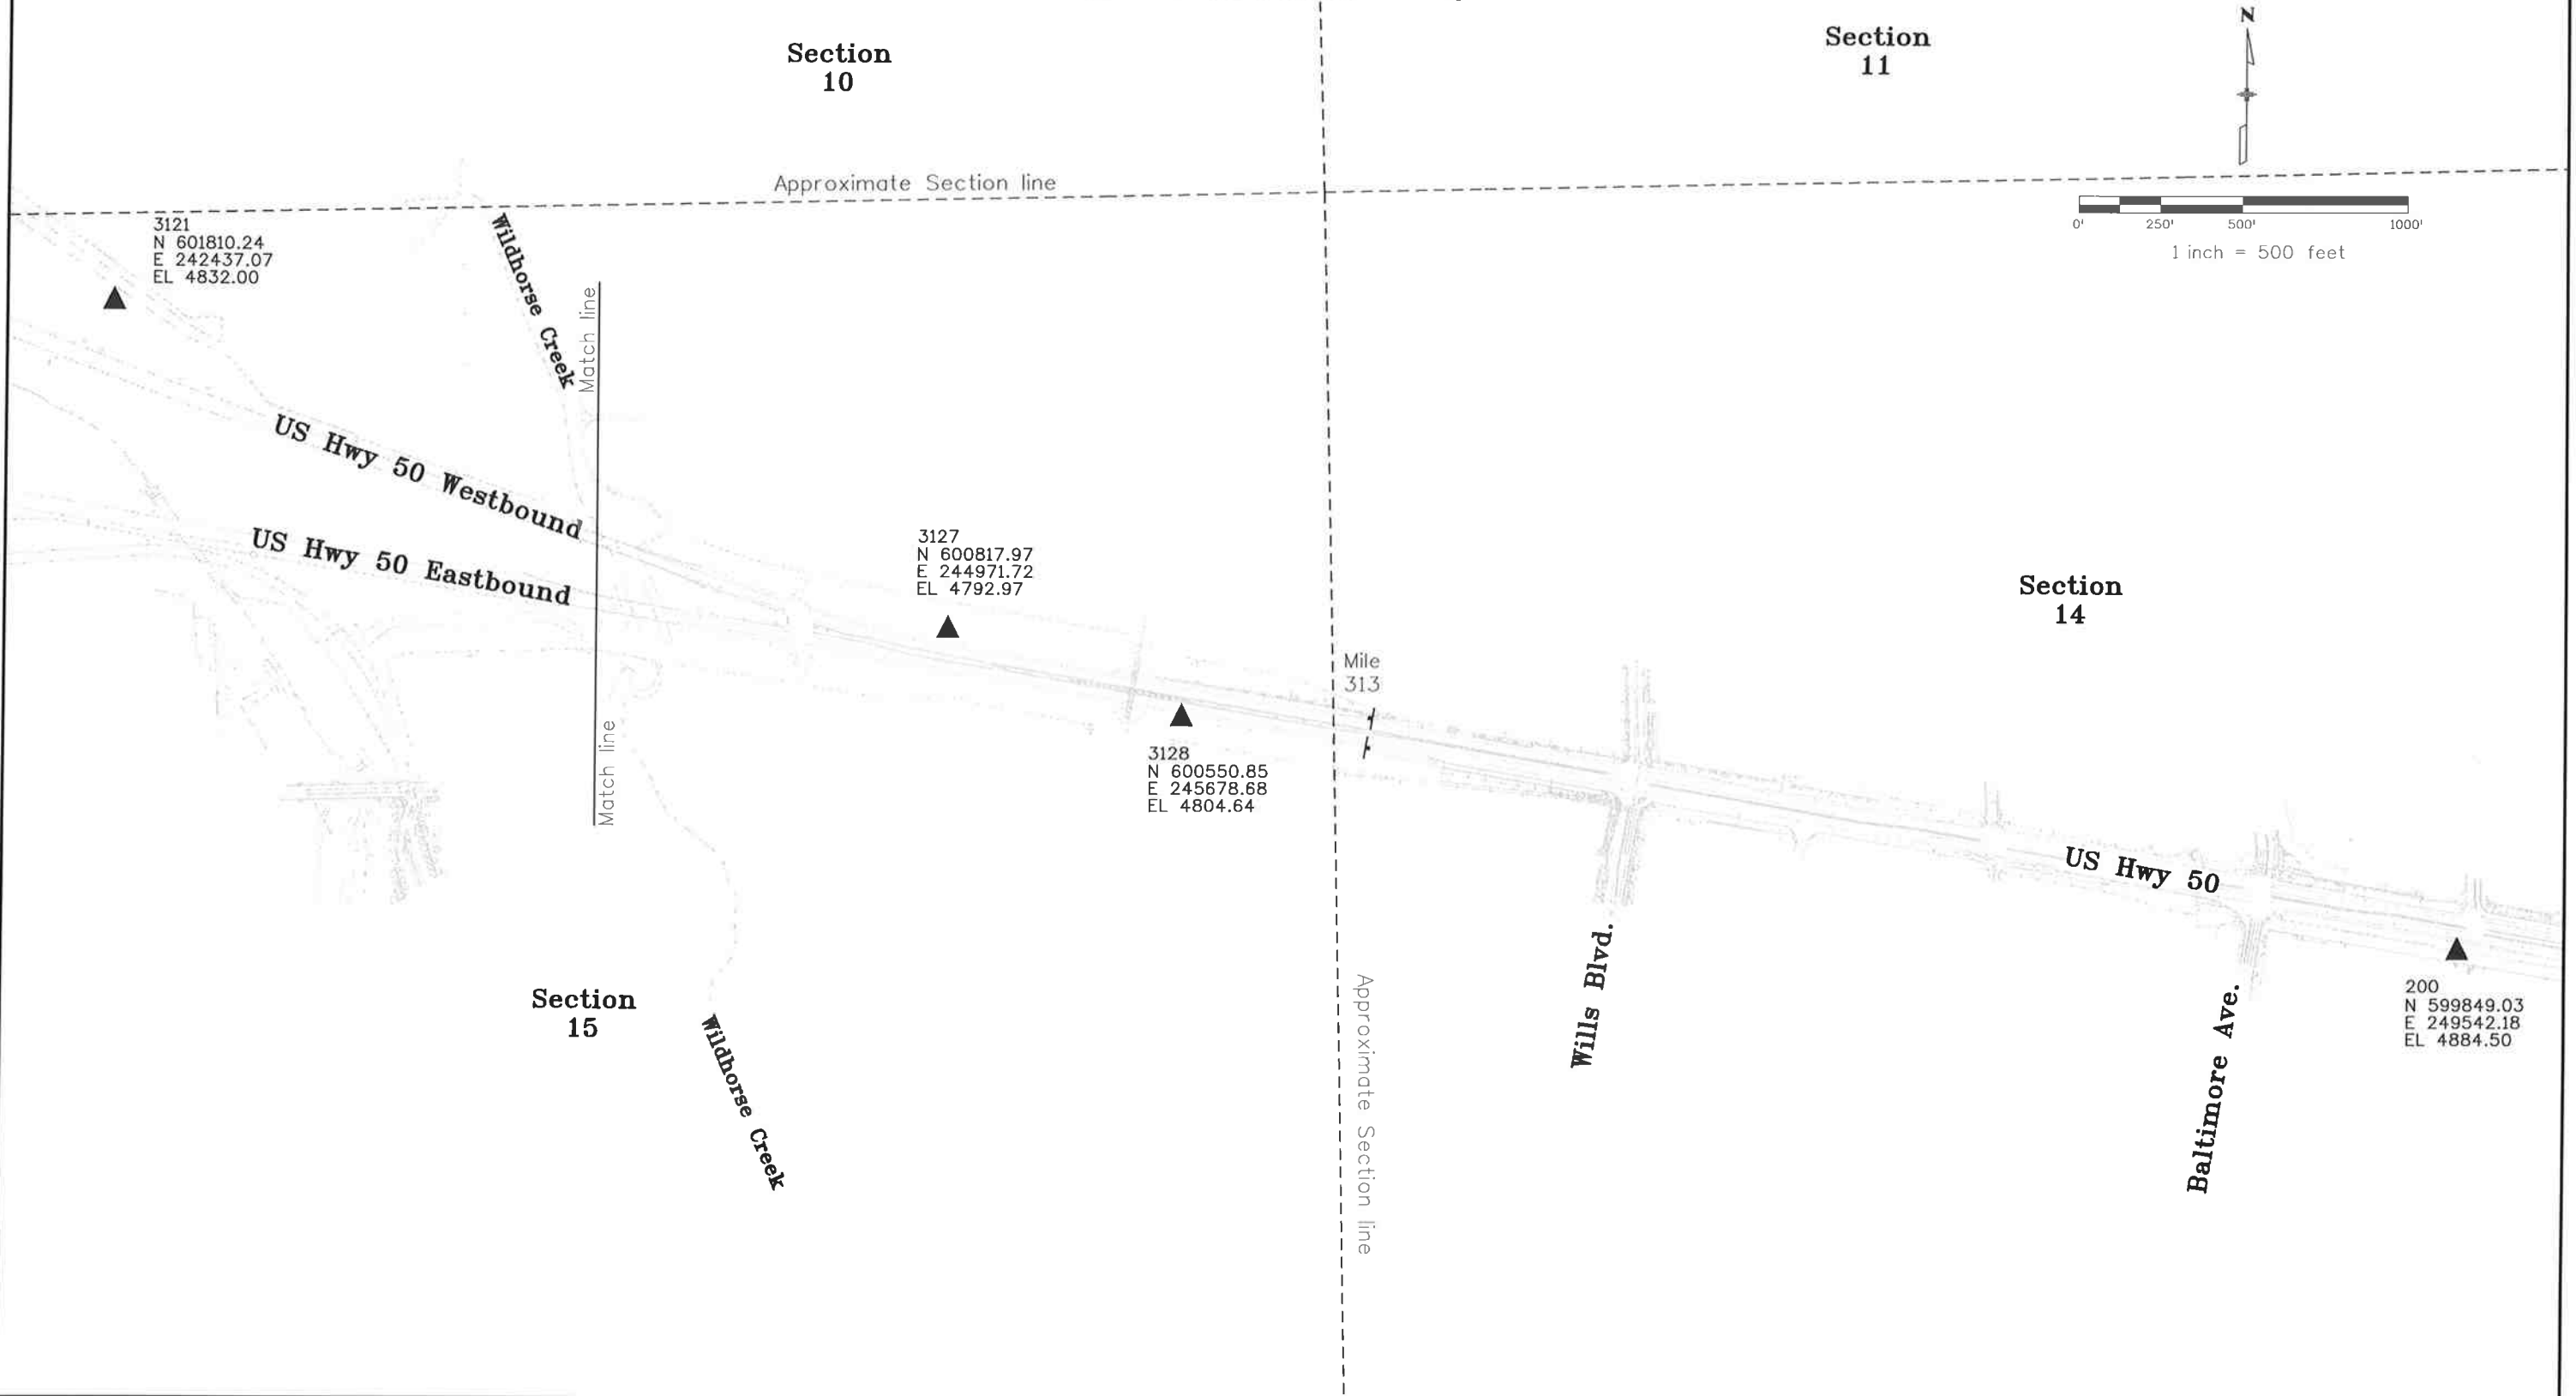 Section
10
Section
11
N
Approximate Section line
0' 250' 500' 1000'
1 inch = 500 feet
3121
N 601810.24
E 242437.07
EL 4832.00
Wildhorse Creek
Match line
US Hwy 50 Westbound
US Hwy 50 Eastbound
3127
N 600817.97
E 244971.72
EL 4792.97
Section
14
Mile
313
Match line
3128
N 600550.85
E 245678.68
EL 4804.64
US Hwy 50
Wills Blvd.
Approximate Section line
Baltimore Ave.
200
N 599849.03
E 249542.18
EL 4884.50
Section
15
Wildhorse Creek